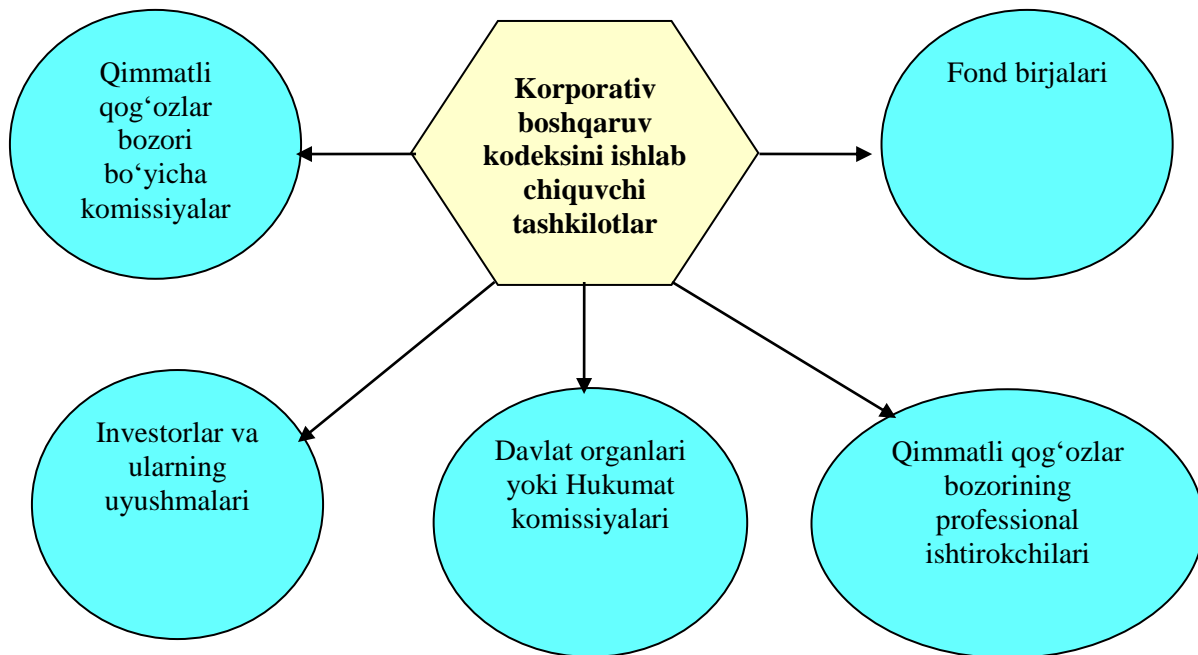 Qimmatli
qog‘ozlar
bozori
bo‘yicha
komissiyalar
Korporativ
boshqaruv
kodeksini ishlab
chiquvchi
tashkilotlar
Fond birjalari
Investorlar va
ularning
uyushmalari
Davlat organlari
yoki Hukumat
komissiyalari
Qimmatli qog‘ozlar
bozorining
professional
ishtirokchilari